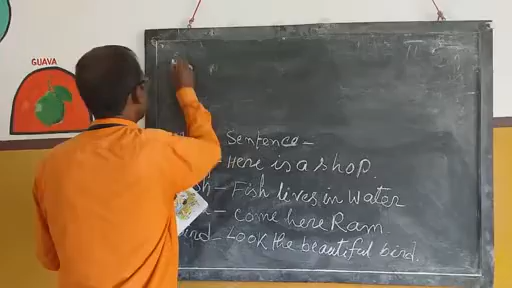 GUAVA
Sentence-
Here is a shop.
Fish lives in Water
- come here Ram.
- Look the beautiful bird.